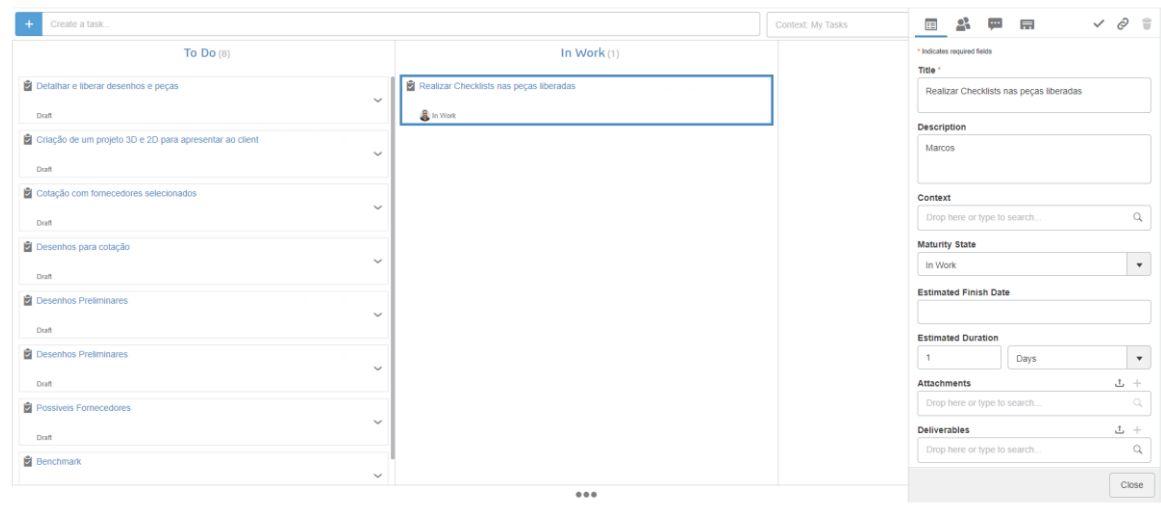 + Create a task...
Context: My Tasks
To Do (8)
Detalhar e liberar desenhos e peças
Draft
Criação de um projeto 3D e 2D para apresentar ao client
Draft
Cotação com fornecedores selecionados
Draft
Desenhos para cotação
Draft
Desenhos Preliminares
Draft
Desenhos Preliminares
Draft
Possiveis Fornecedores
Draft
Benchmark
In Work (1)
Realizar Checklists nas peças liberadas
In Work
* Indicates required fields
Title *
Realizar Checklists nas peças liberadas
Description
Marcos
Context
Drop here or type to search...
Maturity State
In Work
Estimated Finish Date
Estimated Duration
1 Days
Attachments
Drop here or type to search...
Deliverables
Drop here or type to search...
Close